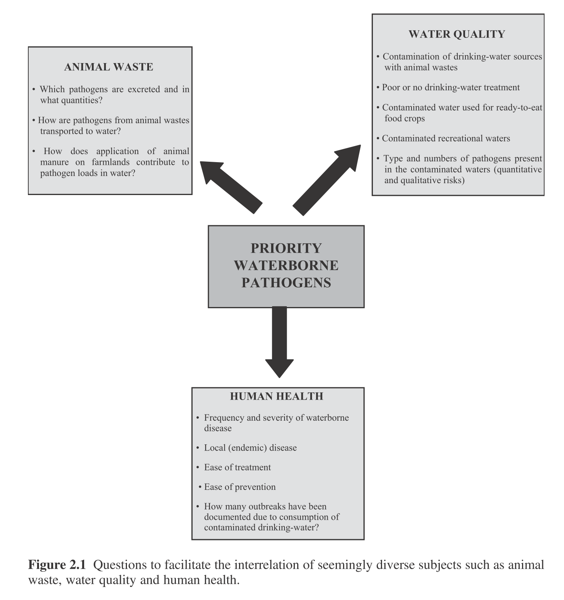 ANIMAL WASTE
• Which pathogens are excreted and in
what quantities?
• How are pathogens from animal wastes
transported to water?
• How does application of animal
manure on farmlands contribute to
pathogen loads in water?
WATER QUALITY
• Contamination of drinking-water sources
with animal wastes
• Poor or no drinking-water treatment
• Contaminated water used for ready-to-eat
food crops
• Contaminated recreational waters
• Type and numbers of pathogens present
in the contaminated waters (quantitative
and qualitative risks)
PRIORITY
WATERBORNE
PATHOGENS
HUMAN HEALTH
• Frequency and severity of waterborne
disease
• Local (endemic) disease
• Ease of treatment
• Ease of prevention
• How many outbreaks have been
documented due to consumption of
contaminated drinking-water?
Figure 2.1 Questions to facilitate the interrelation of seemingly diverse subjects such as animal
waste, water quality and human health.